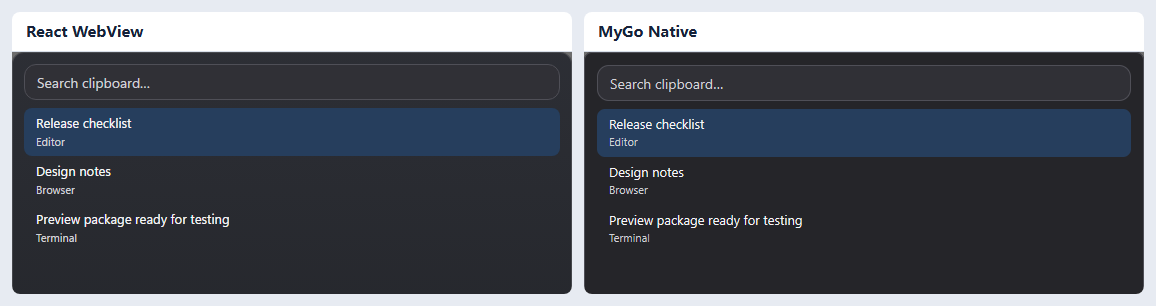 React WebView
Search clipboard...
Release checklist
Editor
Design notes
Browser
Preview package ready for testing
Terminal
MyGo Native
Search clipboard...
Release checklist
Editor
Design notes
Browser
Preview package ready for testing
Terminal